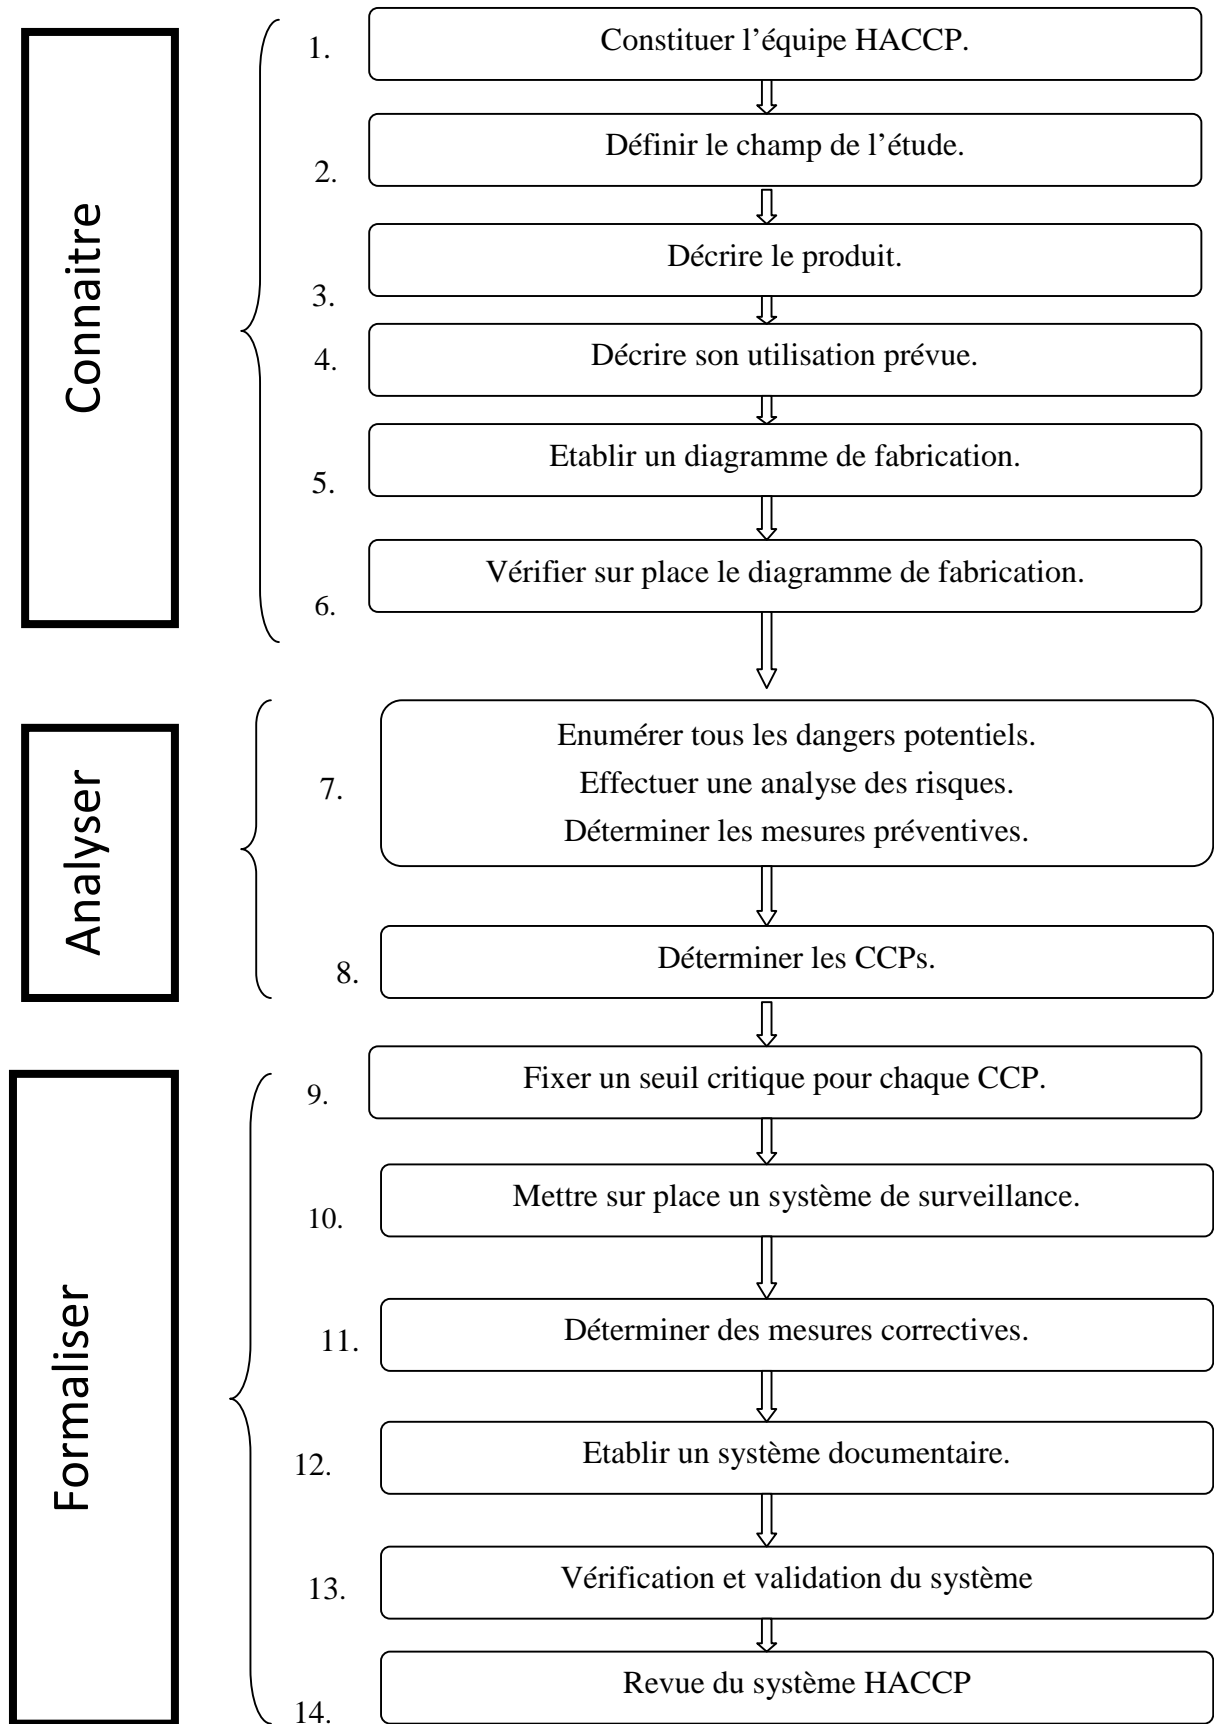 Connaitre
1. Constituer l’équipe HACCP.
2. Définir le champ de l’étude.
3. Décrire le produit.
4. Décrire son utilisation prévue.
5. Etablir un diagramme de fabrication.
6. Vérifier sur place le diagramme de fabrication.
Analyser
7. Enumérer tous les dangers potentiels.
Effectuer une analyse des risques.
Déterminer les mesures préventives.
8. Déterminer les CCPs.
Formaliser
9. Fixer un seuil critique pour chaque CCP.
10. Mettre sur place un système de surveillance.
11. Déterminer des mesures correctives.
12. Etablir un système documentaire.
13. Vérification et validation du système
14. Revue du système HACCP